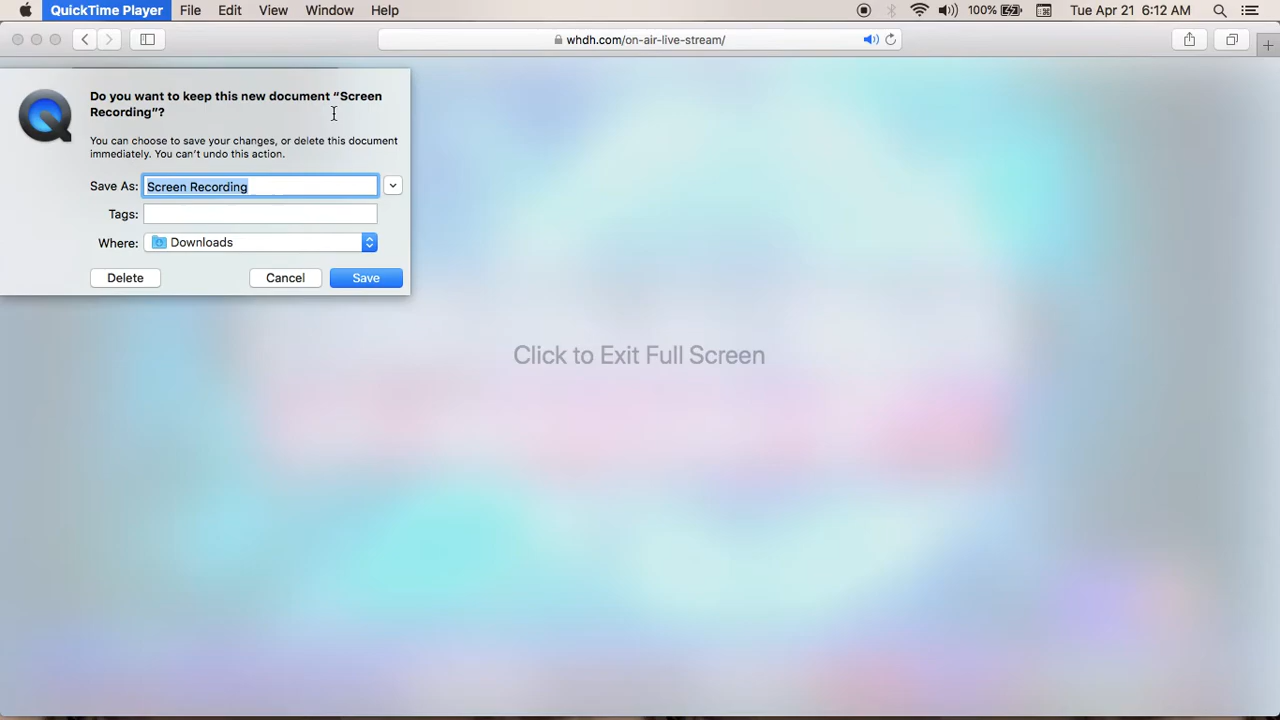 QuickTime Player File Edit View Window Help 100% Tue Apr 21 6:12 AM
whdh.com/on-air-live-stream/
Do you want to keep this new document “Screen
Recording”?
You can choose to save your changes, or delete this document
immediately. You can’t undo this action.
Save As: Screen Recording
Tags:
Where: Downloads
Delete Cancel Save
Click to Exit Full Screen